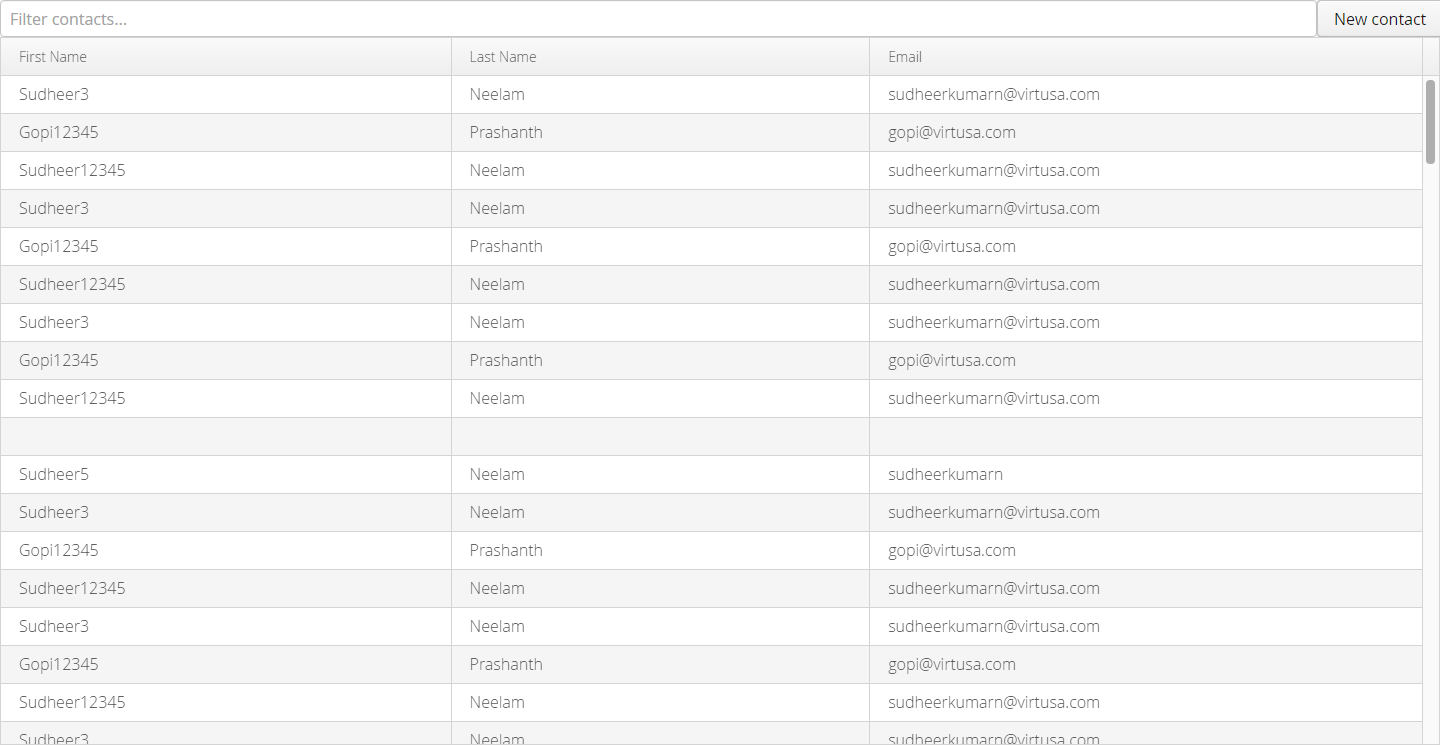 Filter contacts... New contact
First Name Last Name Email
Sudheer3 Neelam sudheerkumarn@virtusa.com
Gopi12345 Prashanth gopi@virtusa.com
Sudheer12345 Neelam sudheerkumarn@virtusa.com
Sudheer3 Neelam sudheerkumarn@virtusa.com
Gopi12345 Prashanth gopi@virtusa.com
Sudheer12345 Neelam sudheerkumarn@virtusa.com
Sudheer3 Neelam sudheerkumarn@virtusa.com
Gopi12345 Prashanth gopi@virtusa.com
Sudheer12345 Neelam sudheerkumarn@virtusa.com
Sudheer5 Neelam sudheerkumarn
Sudheer3 Neelam sudheerkumarn@virtusa.com
Gopi12345 Prashanth gopi@virtusa.com
Sudheer12345 Neelam sudheerkumarn@virtusa.com
Sudheer3 Neelam sudheerkumarn@virtusa.com
Gopi12345 Prashanth gopi@virtusa.com
Sudheer12345 Neelam sudheerkumarn@virtusa.com
Sudheer3 Neelam sudheerkumarn@virtusa.com